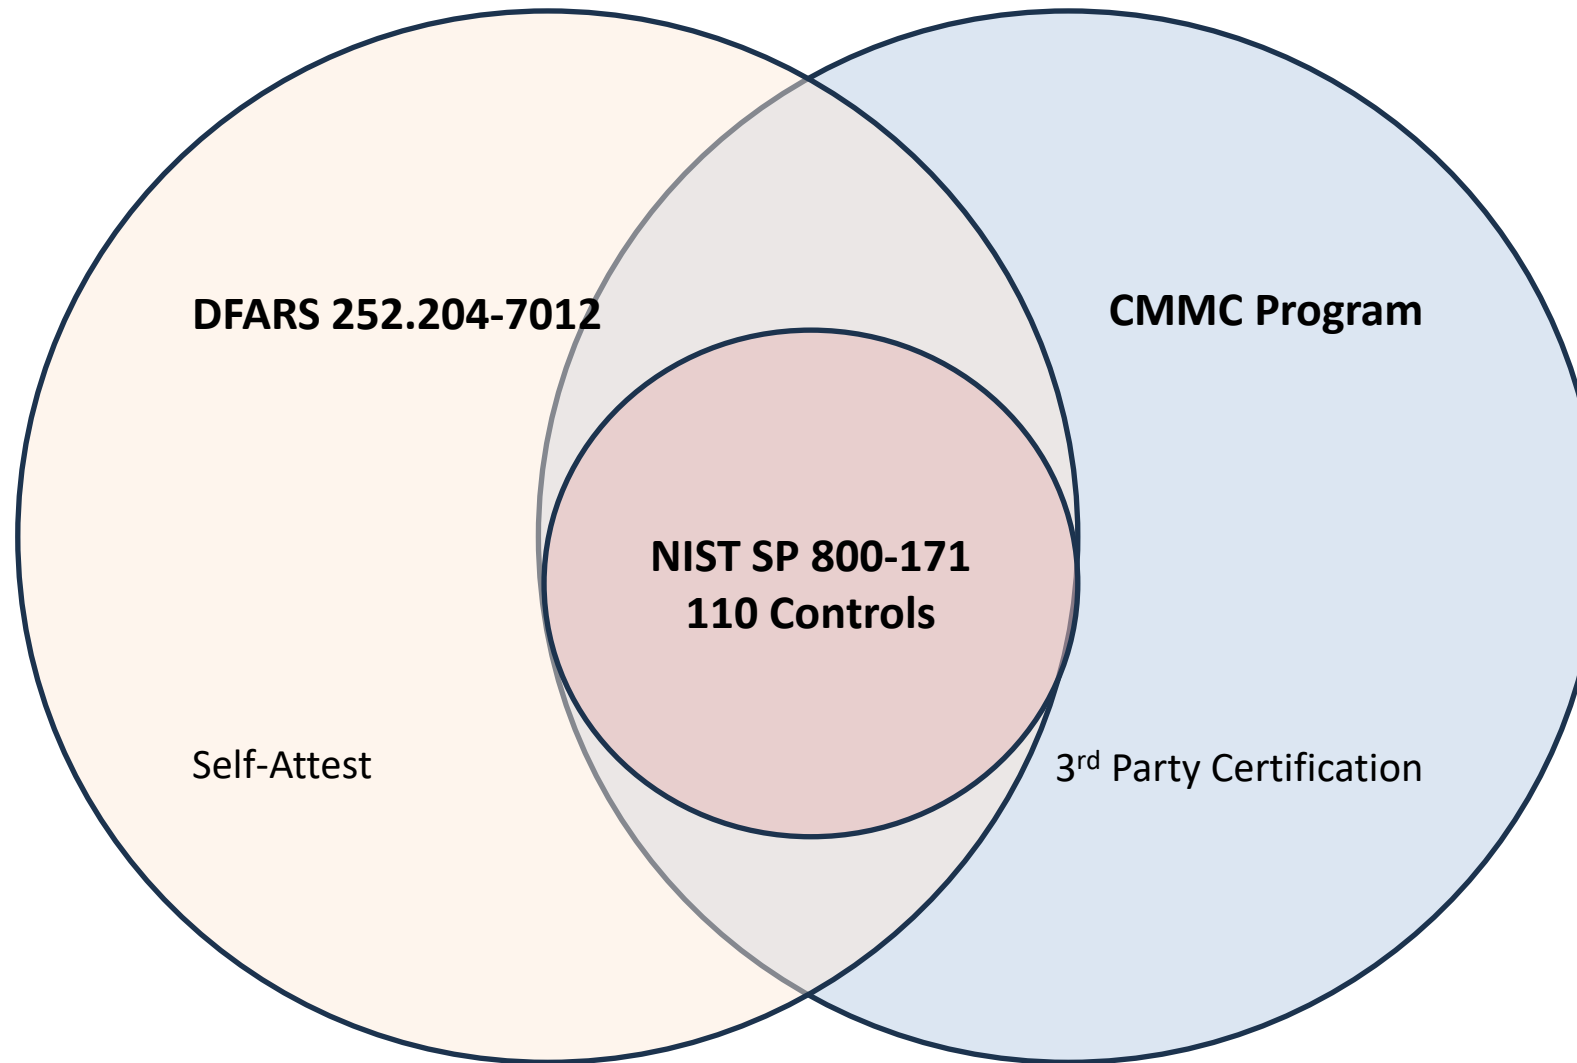 DFARS 252.204-7012
CMMC Program
NIST SP 800-171
110 Controls
Self-Attest
3rd Party Certification